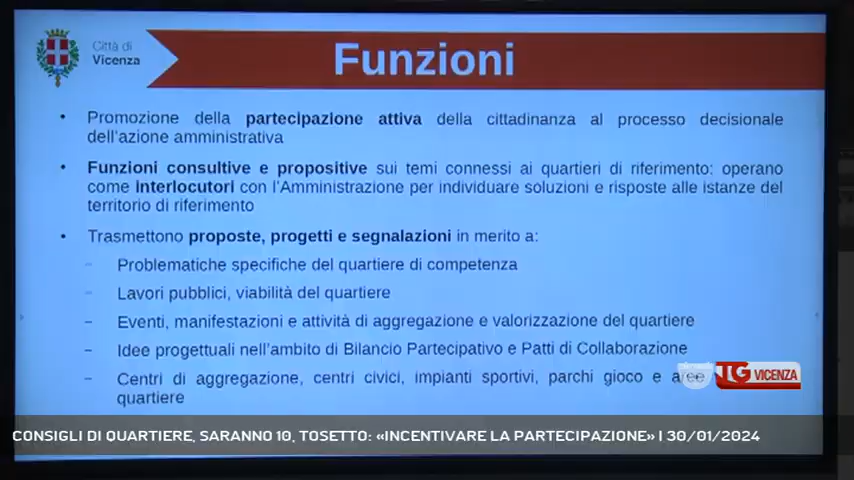 Città di
Vicenza
Funzioni
• Promozione della partecipazione attiva della cittadinanza al processo decisionale
dell'azione amministrativa
• Funzioni consultive e propositive sui temi connessi ai quartieri di riferimento: operano
come interlocutori con l'Amministrazione per individuare soluzioni e risposte alle istanze del
territorio di riferimento
• Trasmettono proposte, progetti e segnalazioni in merito a:
– Problematiche specifiche del quartiere di competenza
– Lavori pubblici, viabilità del quartiere
– Eventi, manifestazioni e attività di aggregazione e valorizzazione del quartiere
– Idee progettuali nell'ambito di Bilancio Partecipativo e Patti di Collaborazione
– Centri di aggregazione, centri civici, impianti sportivi, parchi gioco e aree
quartiere
TG VICENZA
CONSIGLI DI QUARTIERE, SARANNO 10, TOSETTO: «INCENTIVARE LA PARTECIPAZIONE» | 30/01/2024